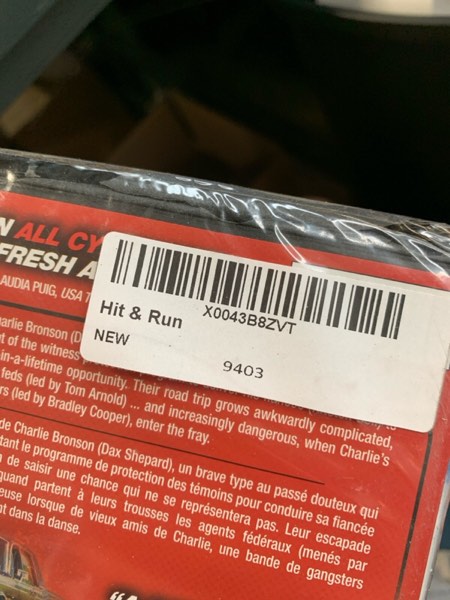 N ALL CY
FRESH A
AUDIA PUIG, USA T
X0043B8ZVT
Hit & Run
NEW
9403
arlie Bronson (D
t of the witness
in-a-lifetime opportunity. Their road trip grows awkwardly complicated,
feds (led by Tom Arnold) ... and increasingly dangerous, when Charlie's
rs (led by Bradley Cooper), enter the fray.
de Charlie Bronson (Dax Shepard), un brave type au passé douteux qui
tant le programme de protection des témoins pour conduire sa fiancée
n de saisir une chance qui ne se représentera pas. Leur escapade
quand partent à leurs trousses les agents fédéraux (menés par
euse lorsque de vieux amis de Charlie, une bande de gangsters
nt dans la danse.